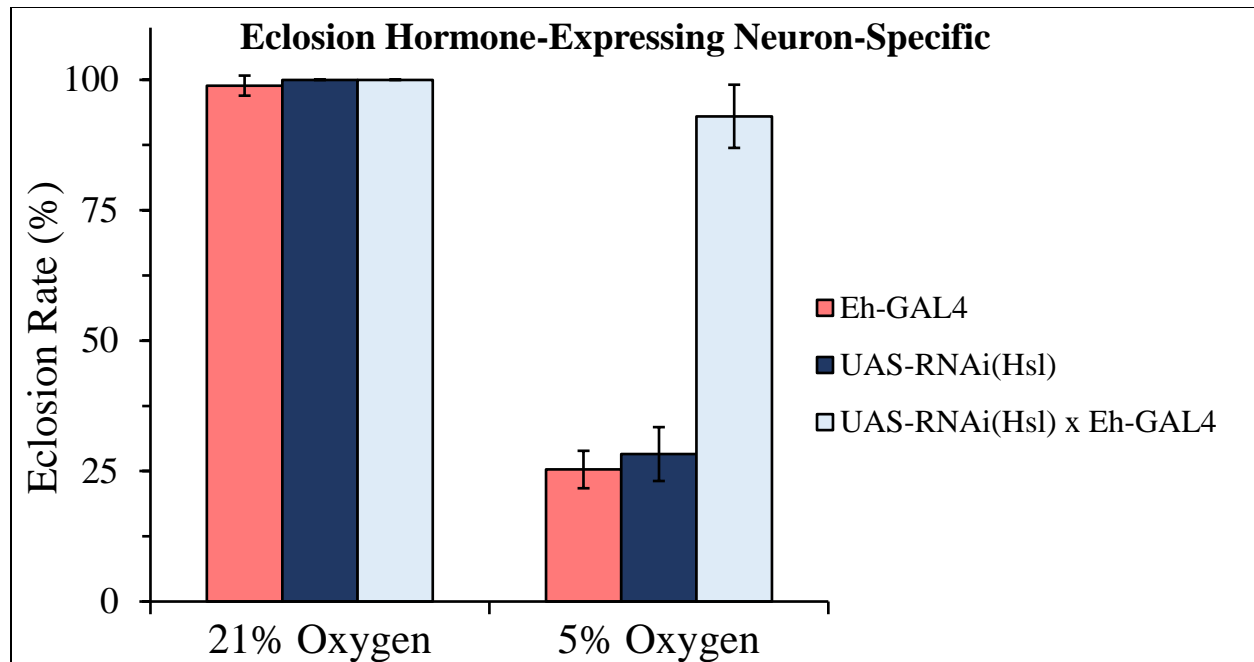 Eclosion Hormone-Expressing Neuron-Specific
Eclosion Rate (%)
100
75
50
25
0
21% Oxygen
5% Oxygen
Eh-GAL4
UAS-RNAi(Hsl)
UAS-RNAi(Hsl) x Eh-GAL4